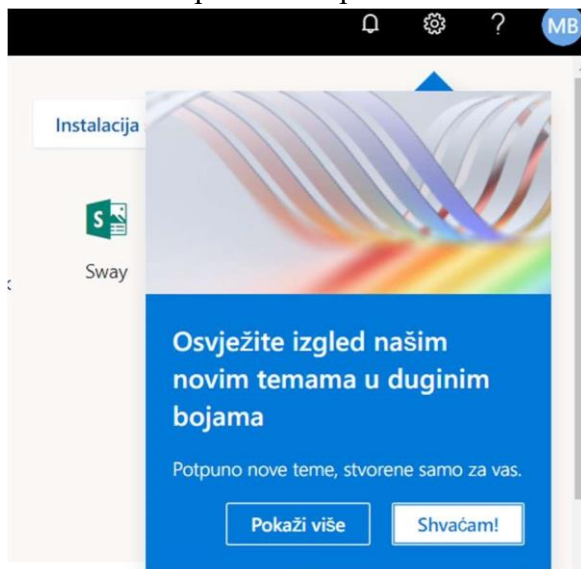 ?
MB
Instalacija
S
Sway
Osvježite izgled našim
novim temama u duginim
bojama
Potpuno nove teme, stvorene samo za vas.
Pokaži više
Shvaćam!